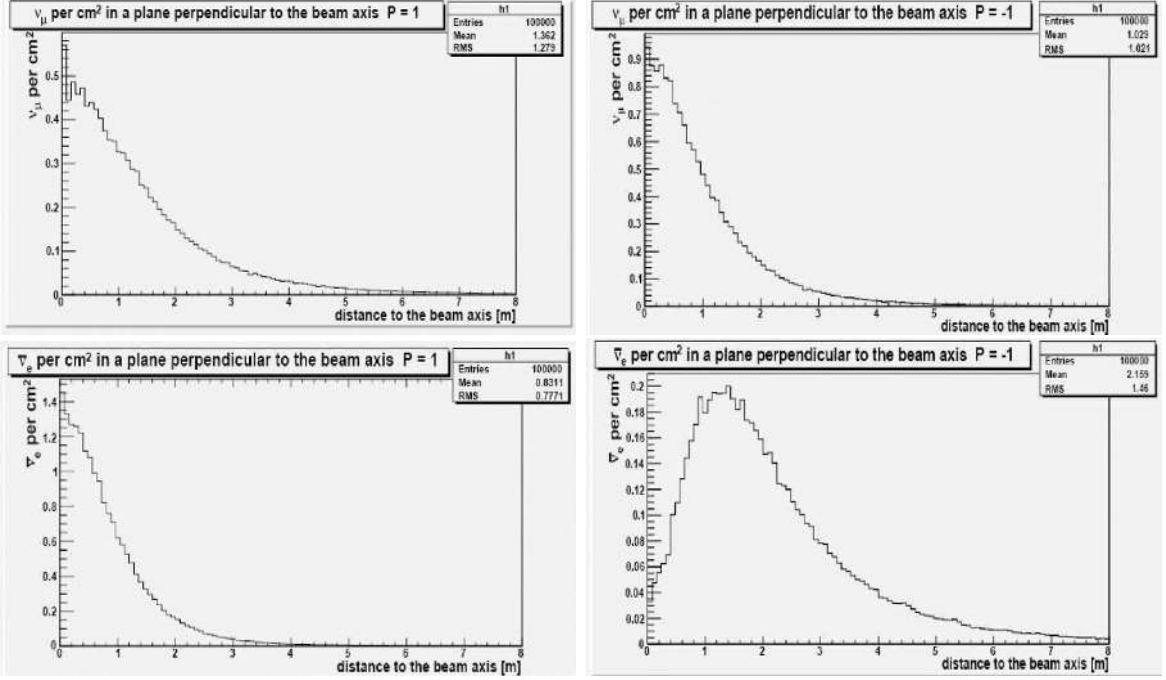 ν_μ per cm² in a plane perpendicular to the beam axis P = 1
h1
Entries 100000
Mean 1.362
RMS 1.279
ν_μ per cm²
0.5
0.4
0.3
0.2
0.1
0
0 1 2 3 4 5 6 7 8
distance to the beam axis [m]
ν_μ per cm² in a plane perpendicular to the beam axis P = -1
h1
Entries 100000
Mean 1.029
RMS 1.021
ν_μ per cm²
0.9
0.8
0.7
0.6
0.5
0.4
0.3
0.2
0.1
0
0 1 2 3 4 5 6 7 8
distance to the beam axis [m]
ν̅_e per cm² in a plane perpendicular to the beam axis P = 1
h1
Entries 100000
Mean 0.8311
RMS 0.7771
ν̅_e per cm²
1.4
1.2
1
0.8
0.6
0.4
0.2
0
0 1 2 3 4 5 6 7 8
distance to the beam axis [m]
ν̅_e per cm² in a plane perpendicular to the beam axis P = -1
h1
Entries 100000
Mean 2.159
RMS 1.46
ν̅_e per cm²
0.2
0.18
0.16
0.14
0.12
0.1
0.08
0.06
0.04
0.02
0
0 1 2 3 4 5 6 7 8
distance to the beam axis [m]